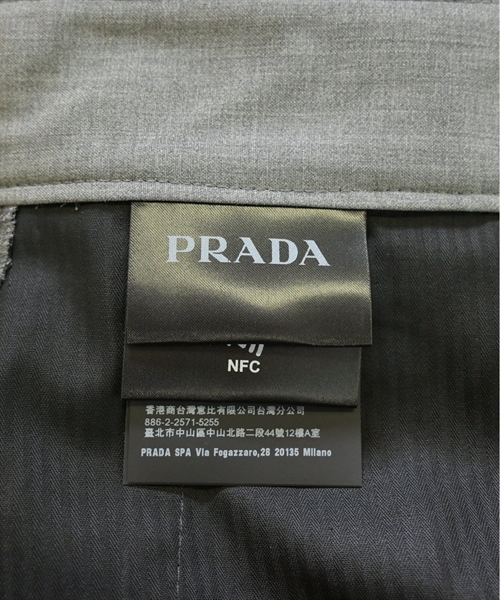 PRADA
NFC
香港商台灣意比有限公司台灣分公司
886-2-2571-5255
臺北市中山區中山北路二段44號12樓A室
PRADA SPA Via Fogazzaro,28 20135 Milano